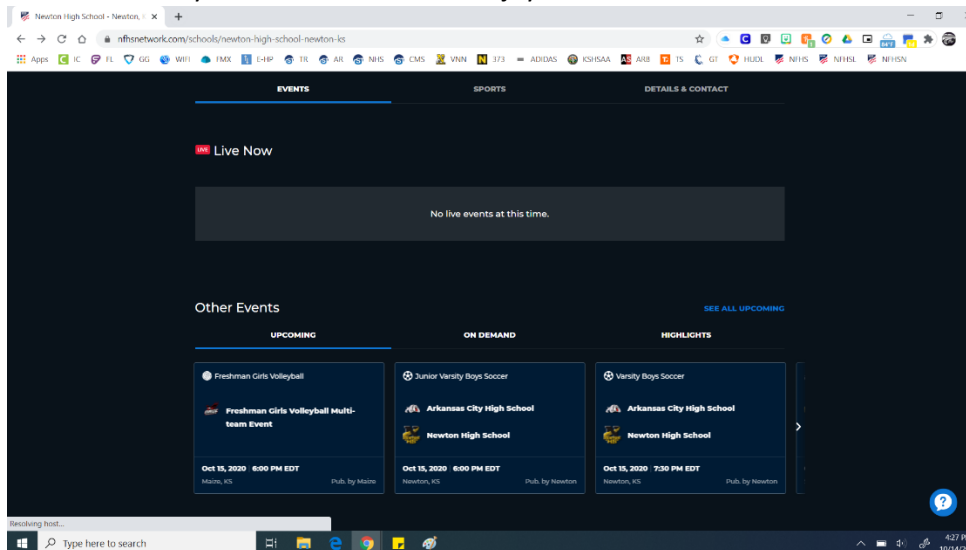 Newton High School - Newton,
nfhsnetwork.com/schools/newton-high-school-newton-ks
Apps IC FL GG WIFI FMX E-HP TR AR NHS CMS VNN N 373 ADIDAS KSHSAA AS ARB T TS GT HUDL NFHS NFHSL NFHSN
EVENTS SPORTS DETAILS & CONTACT
LIVE Live Now
No live events at this time.
Other Events SEE ALL UPCOMING
UPCOMING ON DEMAND HIGHLIGHTS
Freshman Girls Volleyball
Freshman Girls Volleyball Multi-
team Event
Oct 15, 2020 6:00 PM EDT
Maize, KS Pub. by Maize
Junior Varsity Boys Soccer
Arkansas City High School
Newton High School
Oct 15, 2020 6:00 PM EDT
Newton, KS Pub. by Newton
Varsity Boys Soccer
Arkansas City High School
Newton High School
Oct 15, 2020 7:30 PM EDT
Newton, KS Pub. by Newton
?
Resolving host...
Type here to search
4:27 P